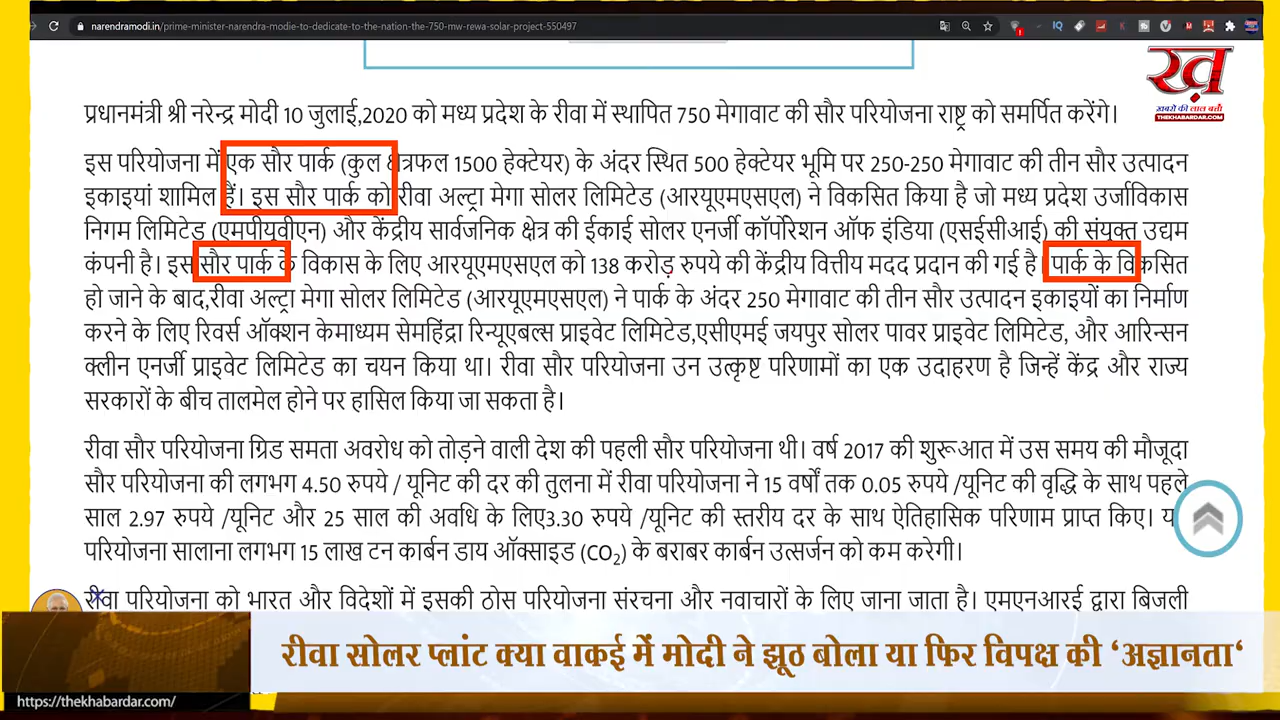 narendramodi.in/prime-minister-narendra-modie-to-dedicate-to-the-nation-the-750-mw-rewa-solar-project-550497
ख़
खबरों की लाल बत्ती
THEKHABARDAR.COM
प्रधानमंत्री श्री नरेन्द्र मोदी 10 जुलाई,2020 को मध्य प्रदेश के रीवा में स्थापित 750 मेगावाट की सौर परियोजना राष्ट्र को समर्पित करेंगे।
इस परियोजना में एक सौर पार्क (कुल क्षेत्रफल 1500 हेक्टेयर) के अंदर स्थित 500 हेक्टेयर भूमि पर 250-250 मेगावाट की तीन सौर उत्पादन
इकाइयां शामिल हैं। इस सौर पार्क को रीवा अल्ट्रा मेगा सोलर लिमिटेड (आरयूएमएसएल) ने विकसित किया है जो मध्य प्रदेश उर्जाविकास
निगम लिमिटेड (एमपीयूवीएन) और केंद्रीय सार्वजनिक क्षेत्र की ईकाई सोलर एनर्जी कॉर्पोरेशन ऑफ इंडिया (एसईसीआई) की संयुक्त उद्यम
कंपनी है। इस सौर पार्क के विकास के लिए आरयूएमएसएल को 138 करोड़ रुपये की केंद्रीय वित्तीय मदद प्रदान की गई है पार्क के विकसित
हो जाने के बाद,रीवा अल्ट्रा मेगा सोलर लिमिटेड (आरयूएमएसएल) ने पार्क के अंदर 250 मेगावाट की तीन सौर उत्पादन इकाइयों का निर्माण
करने के लिए रिवर्स ऑक्शन केमाध्यम सेमहिंद्रा रिन्यूएबल्स प्राइवेट लिमिटेड,एसीएमई जयपुर सोलर पावर प्राइवेट लिमिटेड, और आरिन्सन
क्लीन एनर्जी प्राइवेट लिमिटेड का चयन किया था। रीवा सौर परियोजना उन उत्कृष्ट परिणामों का एक उदाहरण है जिन्हें केंद्र और राज्य
सरकारों के बीच तालमेल होने पर हासिल किया जा सकता है।
रीवा सौर परियोजना ग्रिड समता अवरोध को तोड़ने वाली देश की पहली सौर परियोजना थी। वर्ष 2017 की शुरूआत में उस समय की मौजूदा
सौर परियोजना की लगभग 4.50 रुपये / यूनिट की दर की तुलना में रीवा परियोजना ने 15 वर्षों तक 0.05 रुपये /यूनिट की वृद्धि के साथ पहले
साल 2.97 रुपये /यूनिट और 25 साल की अवधि के लिए3.30 रुपये /यूनिट की स्तरीय दर के साथ ऐतिहासिक परिणाम प्राप्त किए।
परियोजना सालाना लगभग 15 लाख टन कार्बन डाय ऑक्साइड (CO₂) के बराबर कार्बन उत्सर्जन को कम करेगी।
रीवा परियोजना को भारत और विदेशों में इसकी ठोस परियोजना संरचना और नवाचारों के लिए जाना जाता है। एमएनआरई द्वारा बिजली
रीवा सोलर प्लांट क्या वाकई में मोदी ने झूठ बोला या फिर विपक्ष की ‘अज्ञानता‘
https://thekhabardar.com/